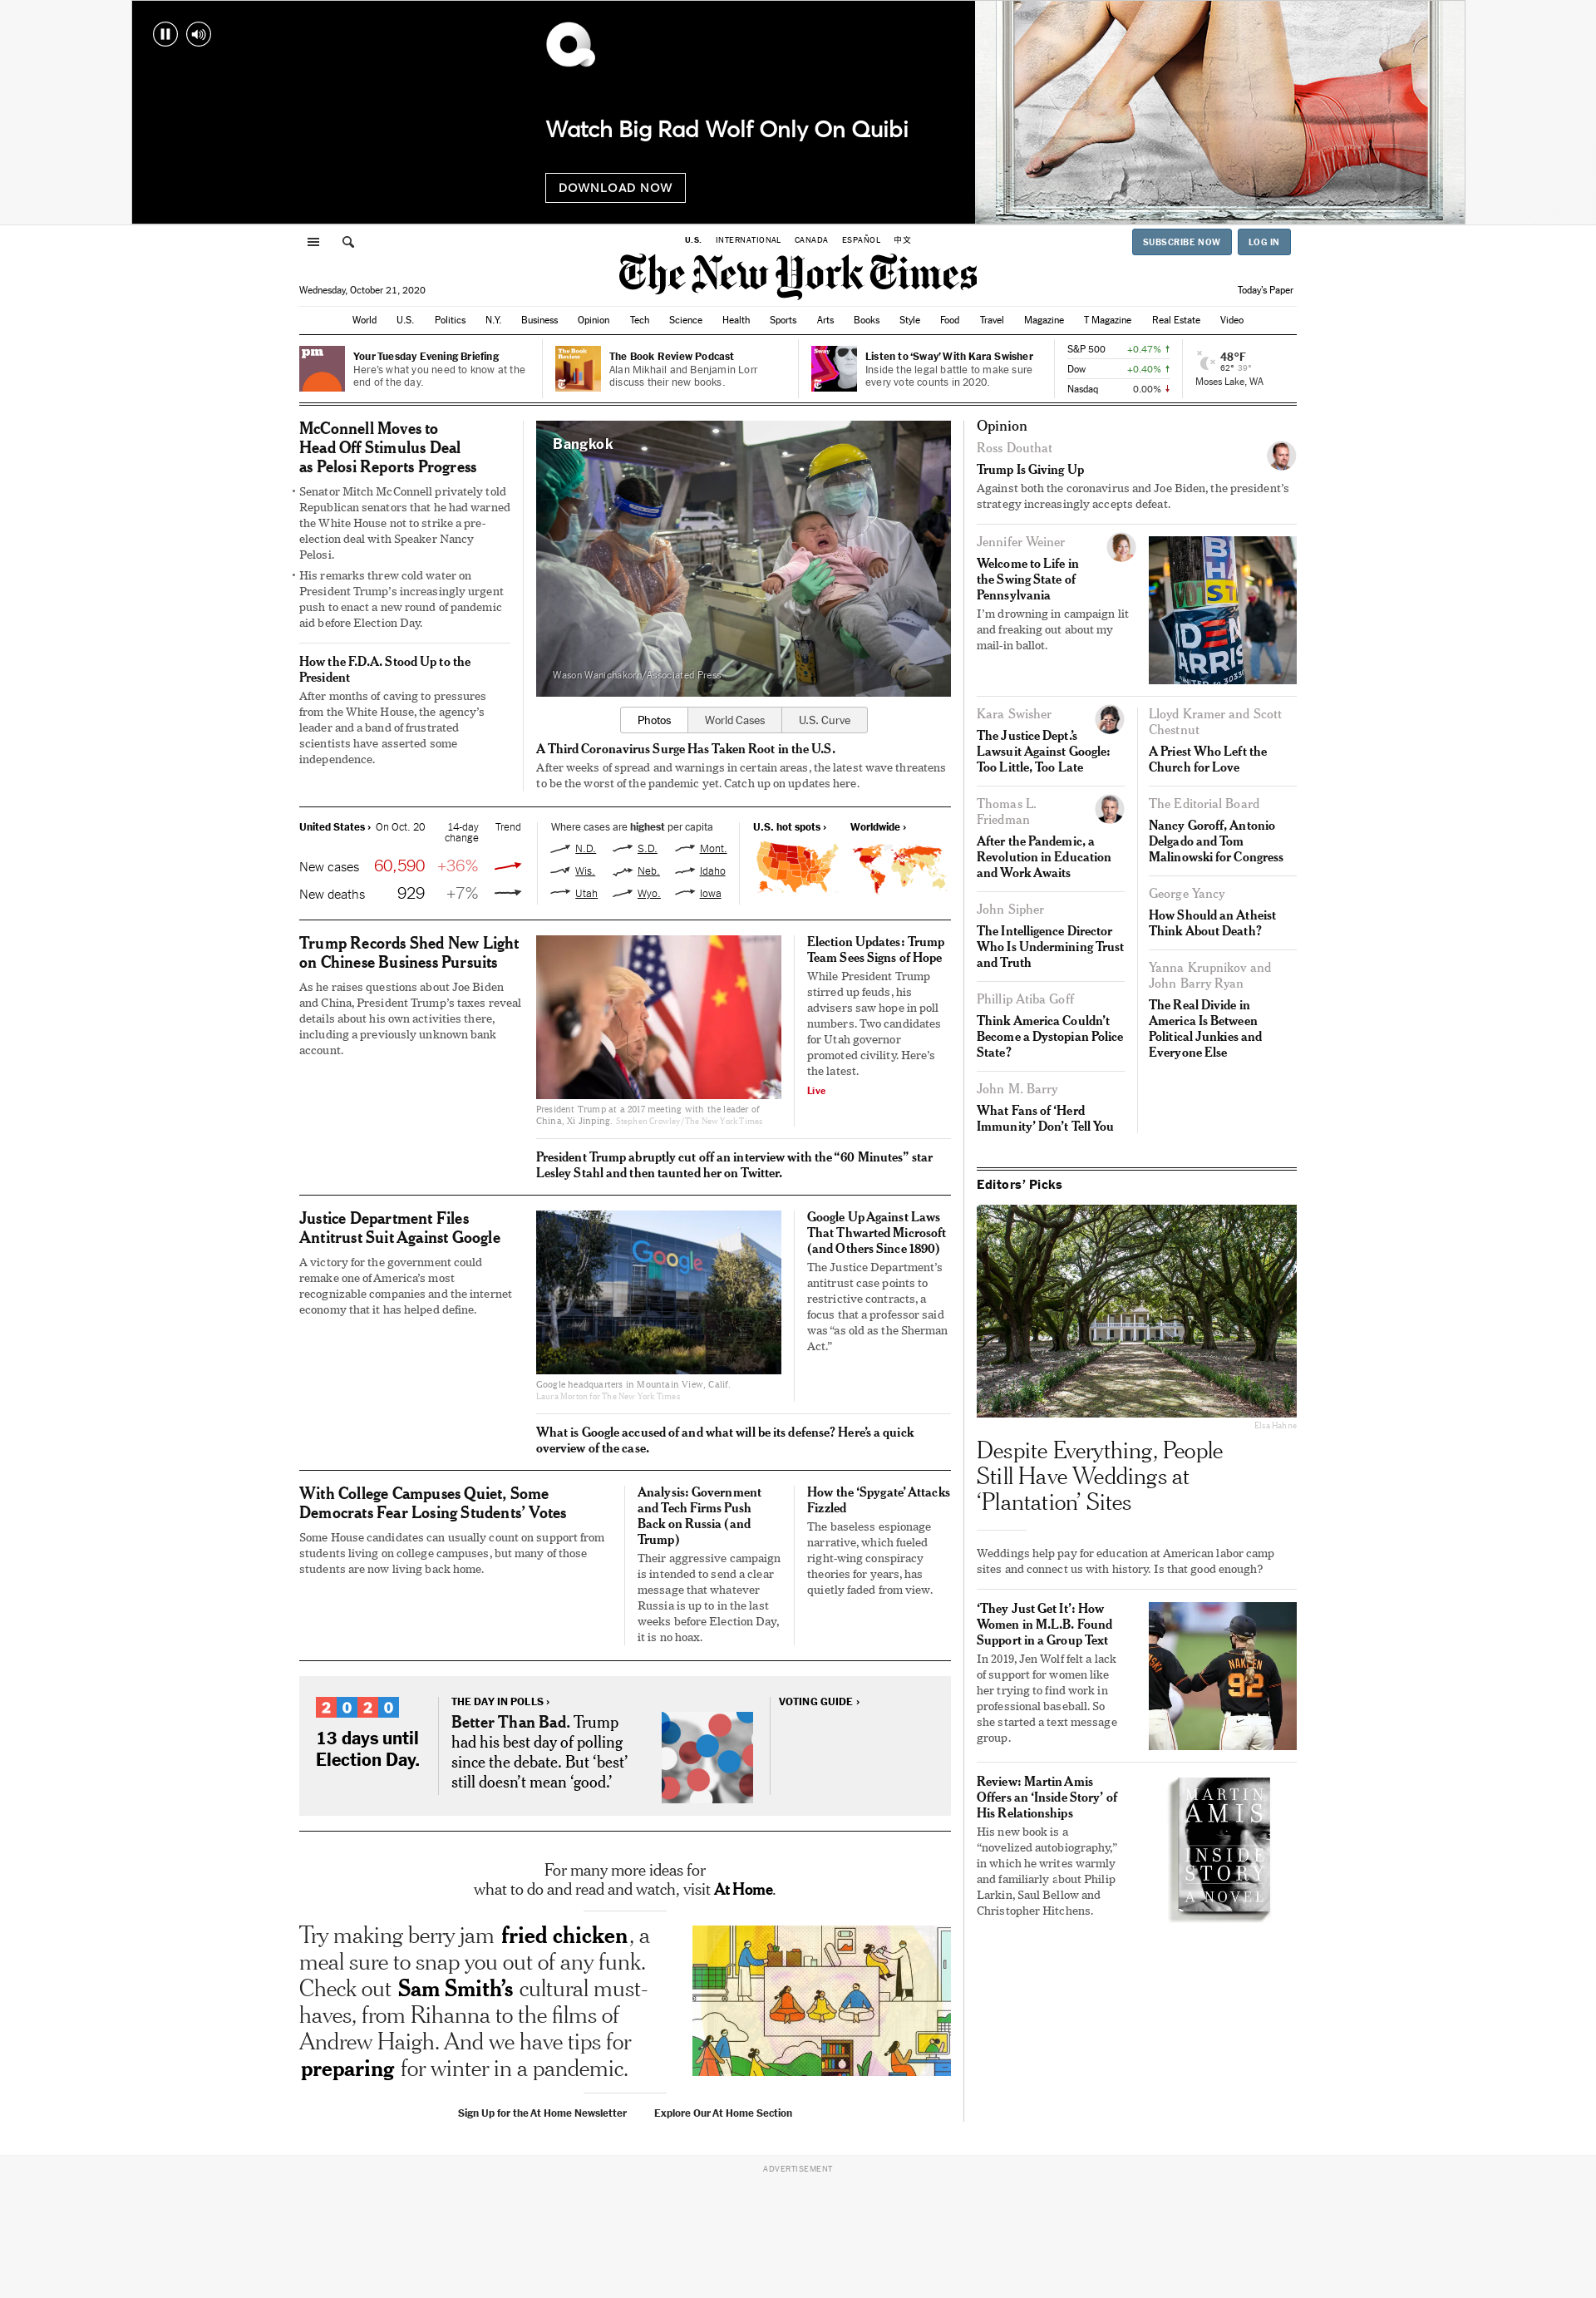 Watch Big Rad Wolf Only On Quibi
DOWNLOAD NOW
U.S. INTERNATIONAL CANADA ESPAÑOL 中文
SUBSCRIBE NOW LOG IN
The New York Times
Wednesday, October 21, 2020
Today's Paper
World U.S. Politics N.Y. Business Opinion Tech Science Health Sports Arts Books Style Food Travel Magazine T Magazine Real Estate Video
pm
Your Tuesday Evening Briefing
Here's what you need to know at the
end of the day.
The Book
Review
The Book Review Podcast
Alan Mikhail and Benjamin Lorr
discuss their new books.
Sway
Listen to 'Sway' With Kara Swisher
Inside the legal battle to make sure
every vote counts in 2020.
S&P 500 +0.47% ↑
Dow +0.40% ↑
Nasdaq 0.00% ↓
48°F
62° 39°
Moses Lake, WA
McConnell Moves to
Head Off Stimulus Deal
as Pelosi Reports Progress
• Senator Mitch McConnell privately told
Republican senators that he had warned
the White House not to strike a pre-
election deal with Speaker Nancy
Pelosi.
• His remarks threw cold water on
President Trump's increasingly urgent
push to enact a new round of pandemic
aid before Election Day.
How the F.D.A. Stood Up to the
President
After months of caving to pressures
from the White House, the agency's
leader and a band of frustrated
scientists have asserted some
independence.
Bangkok
Wason Wanichakorn/Associated Press
Photos World Cases U.S. Curve
A Third Coronavirus Surge Has Taken Root in the U.S.
After weeks of spread and warnings in certain areas, the latest wave threatens
to be the worst of the pandemic yet. Catch up on updates here.
United States › On Oct. 20 14-day
change Trend
New cases 60,590 +36%
New deaths 929 +7%
Where cases are highest per capita
N.D. S.D. Mont.
Wis. Neb. Idaho
Utah Wyo. Iowa
U.S. hot spots › Worldwide ›
Trump Records Shed New Light
on Chinese Business Pursuits
As he raises questions about Joe Biden
and China, President Trump's taxes reveal
details about his own activities there,
including a previously unknown bank
account.
President Trump at a 2017 meeting with the leader of
China, Xi Jinping. Stephen Crowley/The New York Times
Election Updates: Trump
Team Sees Signs of Hope
While President Trump
stirred up feuds, his
advisers saw hope in poll
numbers. Two candidates
for Utah governor
promoted civility. Here's
the latest.
Live
President Trump abruptly cut off an interview with the "60 Minutes" star
Lesley Stahl and then taunted her on Twitter.
Justice Department Files
Antitrust Suit Against Google
A victory for the government could
remake one of America's most
recognizable companies and the internet
economy that it has helped define.
Google
Google headquarters in Mountain View, Calif.
Laura Morton for The New York Times
Google Up Against Laws
That Thwarted Microsoft
(and Others Since 1890)
The Justice Department's
antitrust case points to
restrictive contracts, a
focus that a professor said
was "as old as the Sherman
Act."
What is Google accused of and what will be its defense? Here's a quick
overview of the case.
With College Campuses Quiet, Some
Democrats Fear Losing Students' Votes
Some House candidates can usually count on support from
students living on college campuses, but many of those
students are now living back home.
Analysis: Government
and Tech Firms Push
Back on Russia (and
Trump)
Their aggressive campaign
is intended to send a clear
message that whatever
Russia is up to in the last
weeks before Election Day,
it is no hoax.
How the 'Spygate' Attacks
Fizzled
The baseless espionage
narrative, which fueled
right-wing conspiracy
theories for years, has
quietly faded from view.
2020
13 days until
Election Day.
THE DAY IN POLLS ›
Better Than Bad. Trump
had his best day of polling
since the debate. But 'best'
still doesn't mean 'good.'
VOTING GUIDE ›
For many more ideas for
what to do and read and watch, visit At Home.
Try making berry jam fried chicken, a
meal sure to snap you out of any funk.
Check out Sam Smith's cultural must-
haves, from Rihanna to the films of
Andrew Haigh. And we have tips for
preparing for winter in a pandemic.
Sign Up for the At Home Newsletter Explore Our At Home Section
Opinion
Ross Douthat
Trump Is Giving Up
Against both the coronavirus and Joe Biden, the president's
strategy increasingly accepts defeat.
Jennifer Weiner
Welcome to Life in
the Swing State of
Pennsylvania
I'm drowning in campaign lit
and freaking out about my
mail-in ballot.
Kara Swisher
The Justice Dept.'s
Lawsuit Against Google:
Too Little, Too Late
Thomas L.
Friedman
After the Pandemic, a
Revolution in Education
and Work Awaits
John Sipher
The Intelligence Director
Who Is Undermining Trust
and Truth
Phillip Atiba Goff
Think America Couldn't
Become a Dystopian Police
State?
John M. Barry
What Fans of 'Herd
Immunity' Don't Tell You
Lloyd Kramer and Scott
Chestnut
A Priest Who Left the
Church for Love
The Editorial Board
Nancy Goroff, Antonio
Delgado and Tom
Malinowski for Congress
George Yancy
How Should an Atheist
Think About Death?
Yanna Krupnikov and
John Barry Ryan
The Real Divide in
America Is Between
Political Junkies and
Everyone Else
Editors' Picks
Elsa Hahne
Despite Everything, People
Still Have Weddings at
'Plantation' Sites
Weddings help pay for education at American labor camp
sites and connect us with history. Is that good enough?
'They Just Get It': How
Women in M.L.B. Found
Support in a Group Text
In 2019, Jen Wolf felt a lack
of support for women like
her trying to find work in
professional baseball. So
she started a text message
group.
NAKKEN
92
Review: Martin Amis
Offers an 'Inside Story' of
His Relationships
His new book is a
"novelized autobiography,"
in which he writes warmly
and familiarly about Philip
Larkin, Saul Bellow and
Christopher Hitchens.
MARTIN
AMIS
INSIDE
STORY
A NOVEL
ADVERTISEMENT